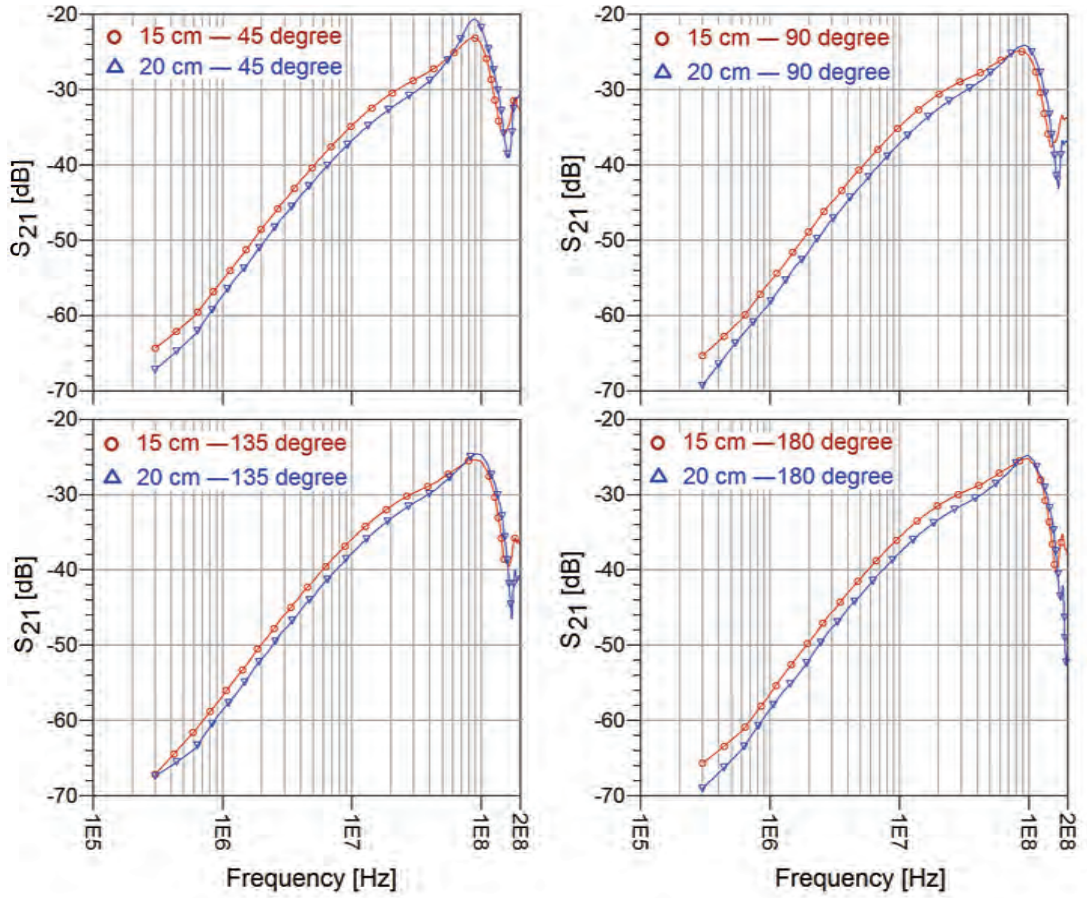 -20
-30
-40
-50
-60
-70
S21 [dB]
15 cm — 45 degree
20 cm — 45 degree
-20
-30
-40
-50
-60
-70
S21 [dB]
15 cm — 90 degree
20 cm — 90 degree
-20
-30
-40
-50
-60
-70
S21 [dB]
15 cm —135 degree
20 cm —135 degree
1E5
1E6
1E7
1E8
2E8
Frequency [Hz]
-20
-30
-40
-50
-60
-70
S21 [dB]
15 cm —180 degree
20 cm —180 degree
1E5
1E6
1E7
1E8
2E8
Frequency [Hz]